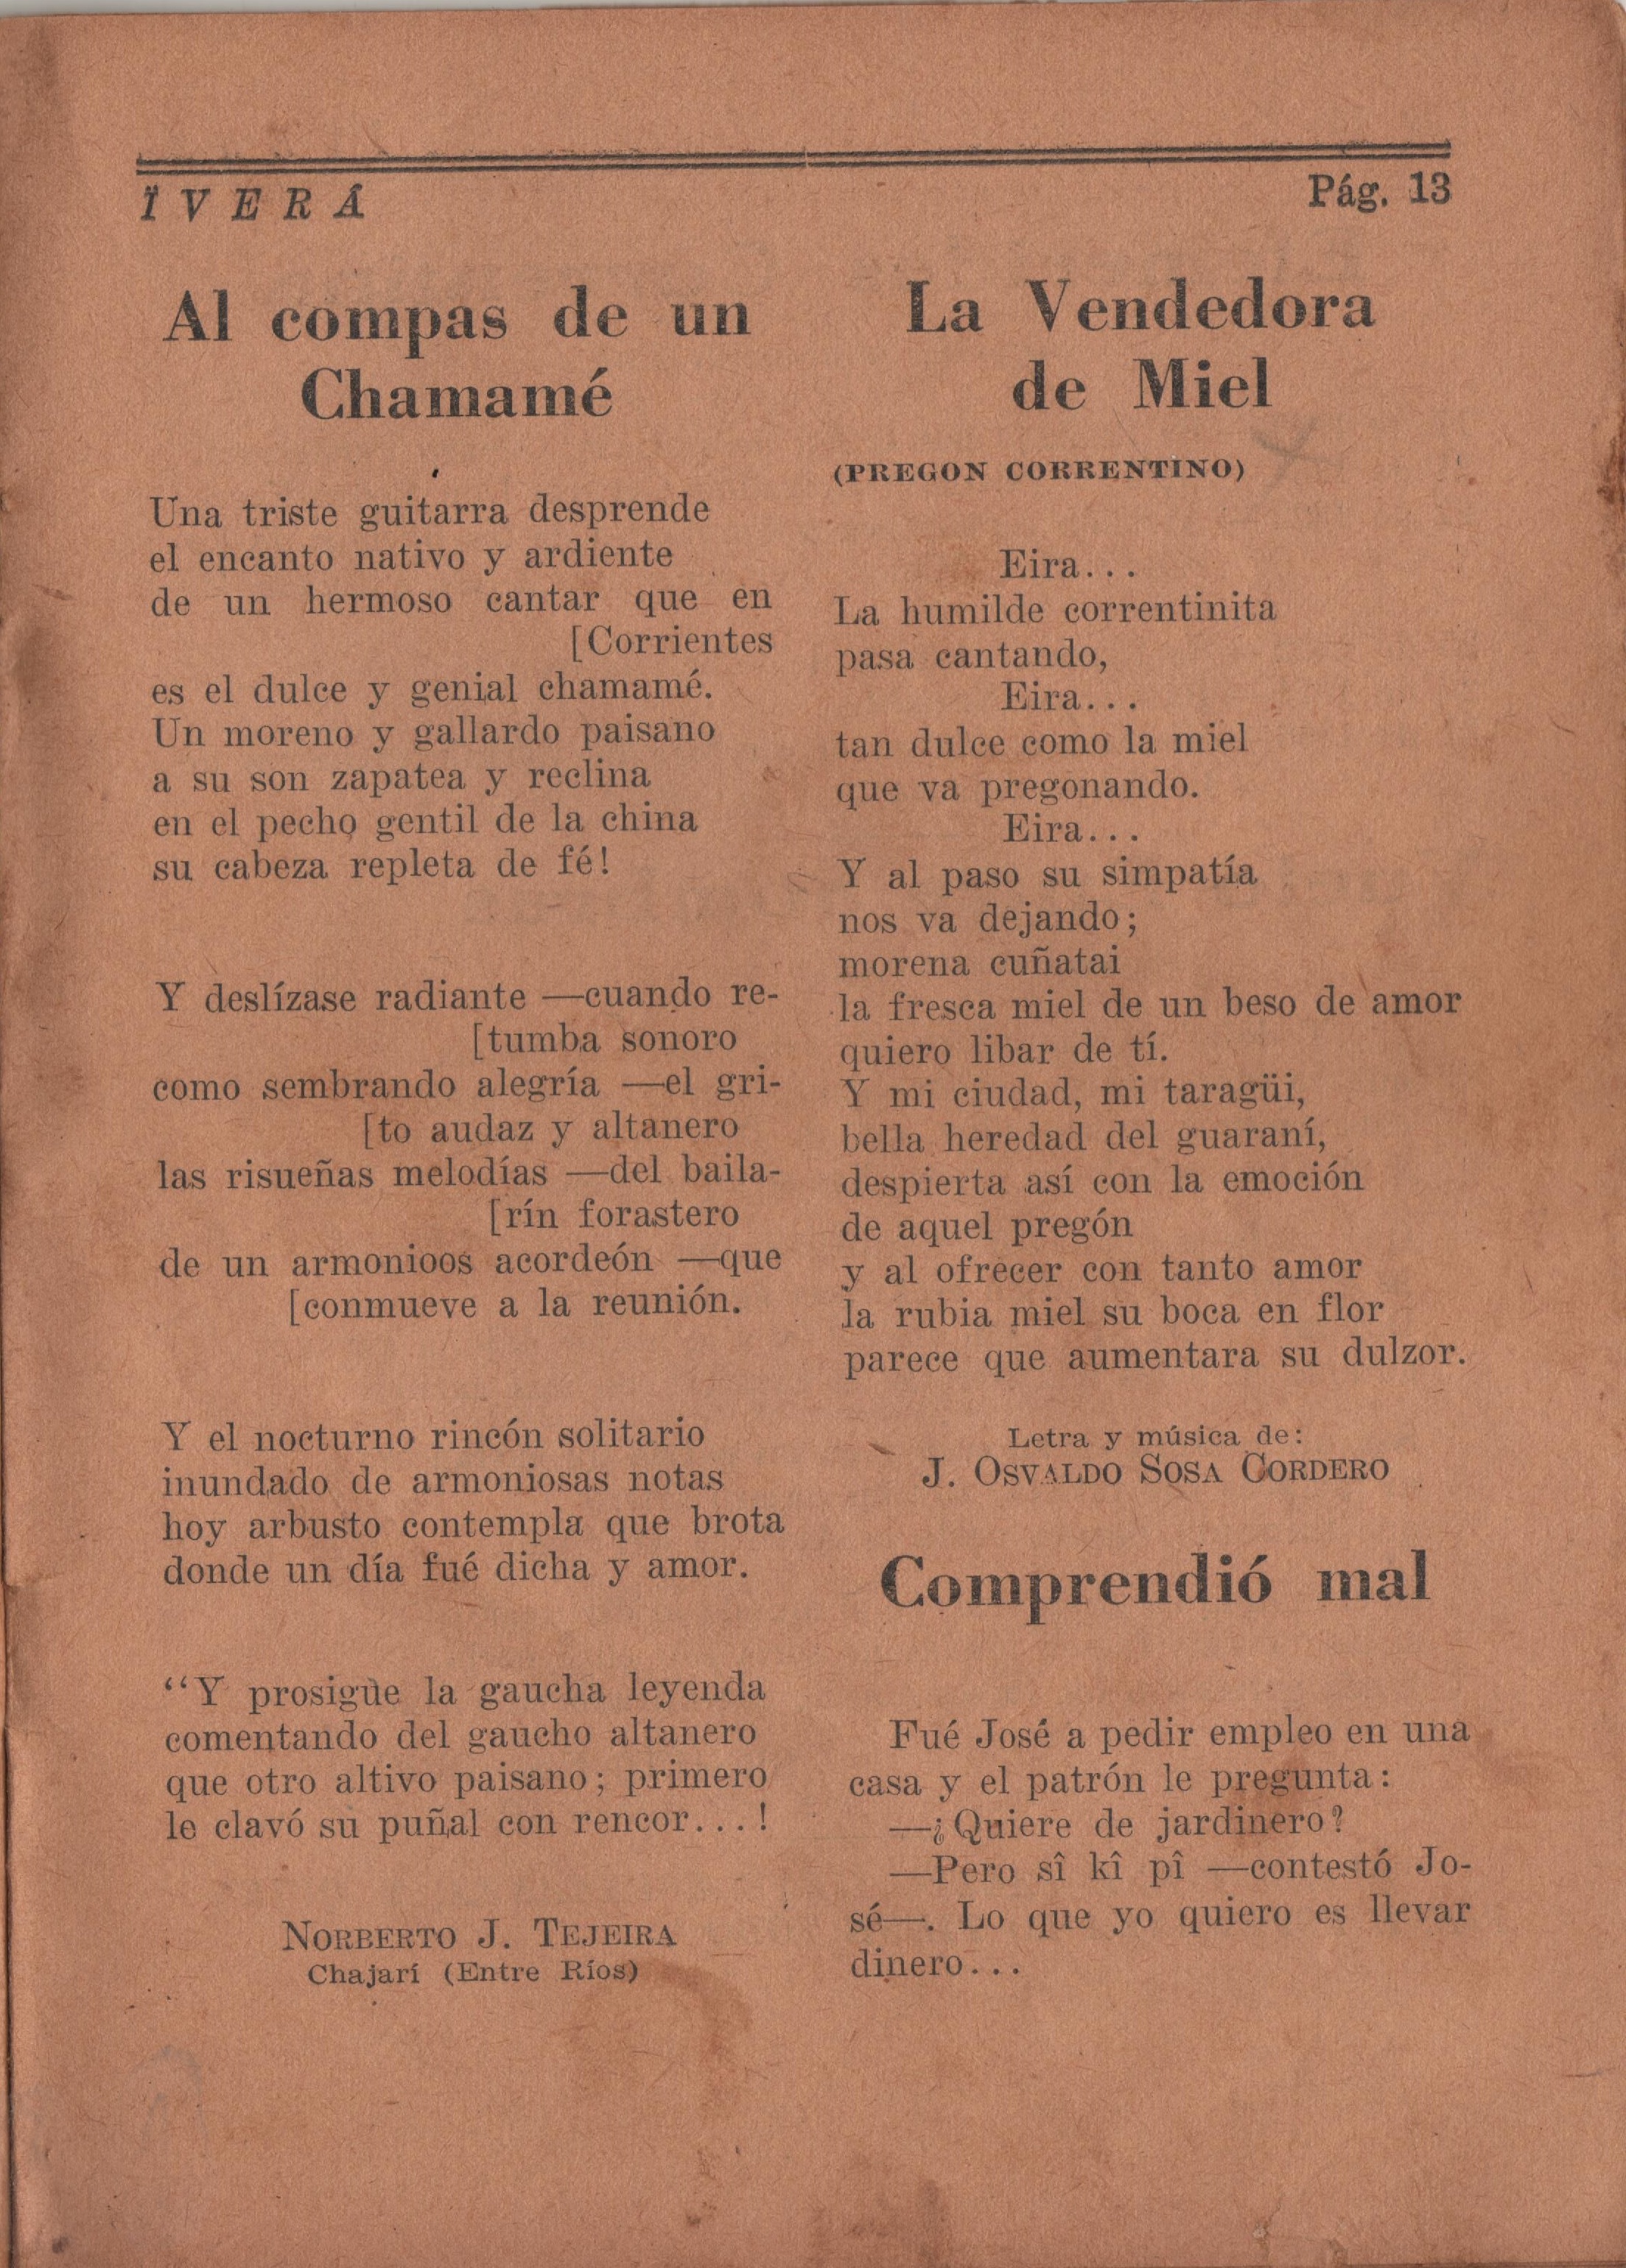 ÏVERÁ
Pág. 13
Al compas de un
Chamamé
Una triste guitarra desprende
el encanto nativo y ardiente
de un hermoso cantar que en
[Corrientes
es el dulce y genial chamamé.
Un moreno y gallardo paisano
a su son zapatea y reclina
en el pecho gentil de la china
su cabeza repleta de fé!
Y deslízase radiante —cuando re-
[tumba sonoro
como sembrando alegría —el gri-
[to audaz y altanero
las risueñas melodías —del baila-
[rín forastero
de un armonioos acordeón —que
[conmueve a la reunión.
Y el nocturno rincón solitario
inundado de armoniosas notas
hoy arbusto contempla que brota
donde un día fué dicha y amor.
“Y prosigue la gaucha leyenda
comentando del gaucho altanero
que otro altivo paisano; primero
le clavó su puñal con rencor...!
NORBERTO J. TEJEIRA
Chajarí (Entre Ríos)
La Vendedora
de Miel
(PREGON CORRENTINO)
Eira...
La humilde correntinita
pasa cantando,
Eira...
tan dulce como la miel
que va pregonando.
Eira...
Y al paso su simpatía
nos va dejando;
morena cuñatai
la fresca miel de un beso de amor
quiero libar de tí.
Y mi ciudad, mi taragüi,
bella heredad del guaraní,
despierta así con la emoción
de aquel pregón
y al ofrecer con tanto amor
la rubia miel su boca en flor
parece que aumentara su dulzor.
Letra y música de:
J. OSVALDO SOSA CORDERO
Comprendió mal
Fué José a pedir empleo en una
casa y el patrón le pregunta:
—¿Quiere de jardinero?
—Pero sî kî pî —contestó Jo-
sé—. Lo que yo quiero es llevar
dinero...